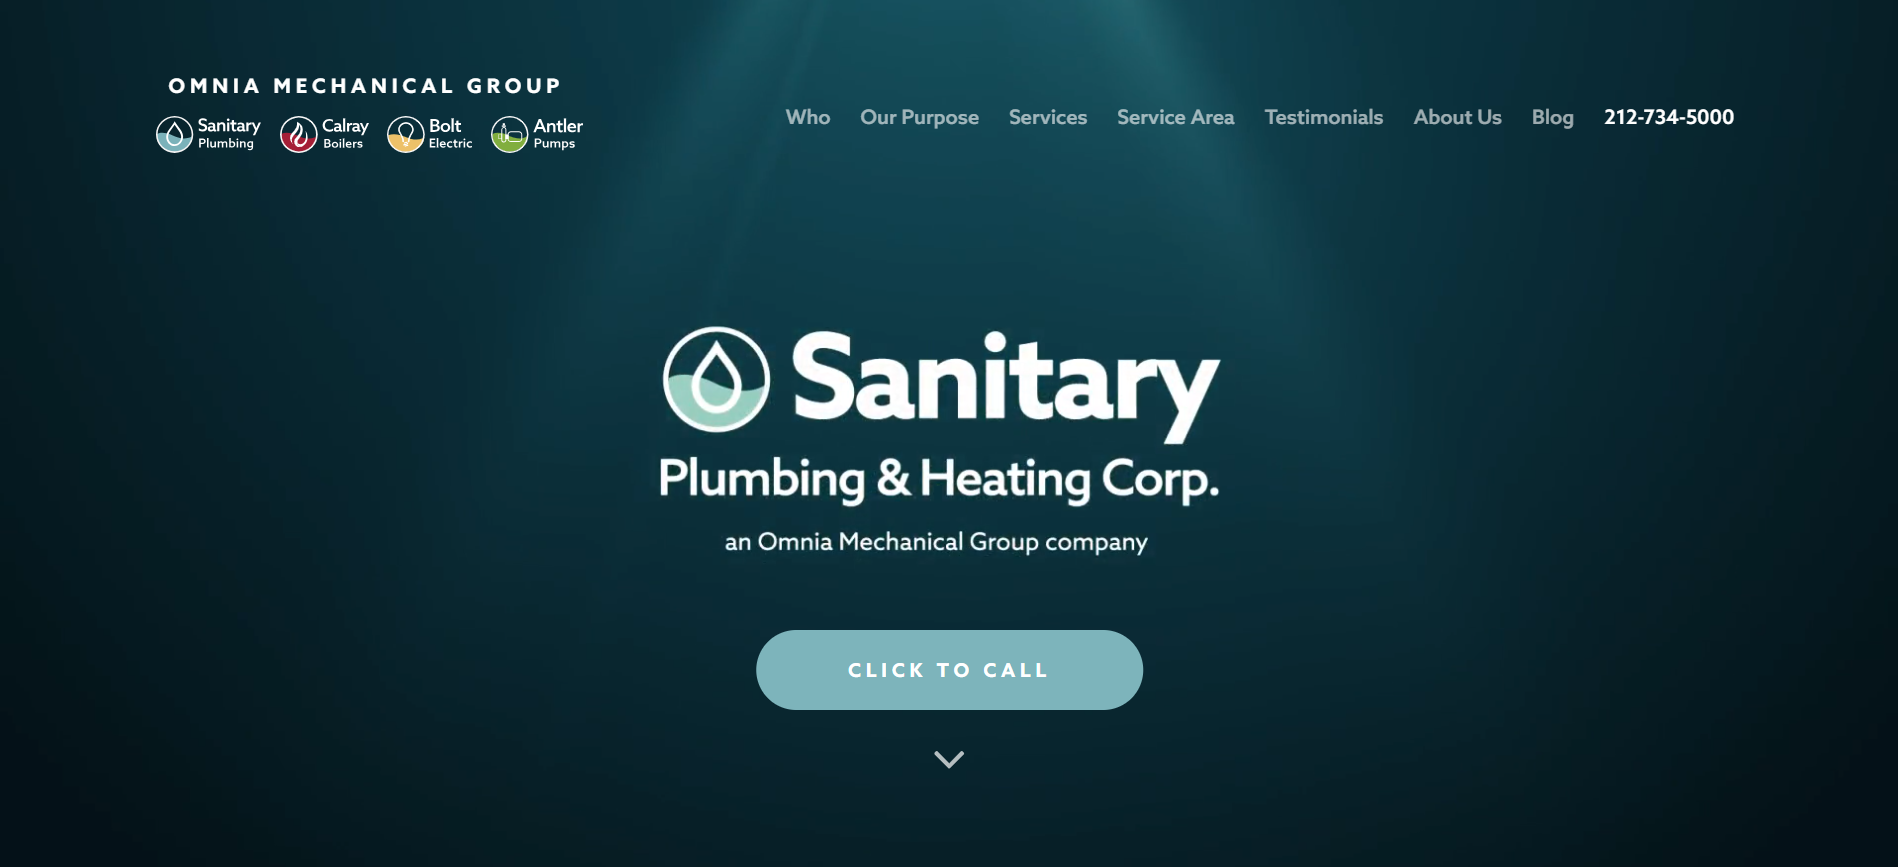 OMNIA MECHANICAL GROUP
Sanitary
Plumbing
Calray
Boilers
Bolt
Electric
Antler
Pumps
Who
Our Purpose
Services
Service Area
Testimonials
About Us
Blog
212-734-5000
Sanitary
Plumbing & Heating Corp.
an Omnia Mechanical Group company
CLICK TO CALL